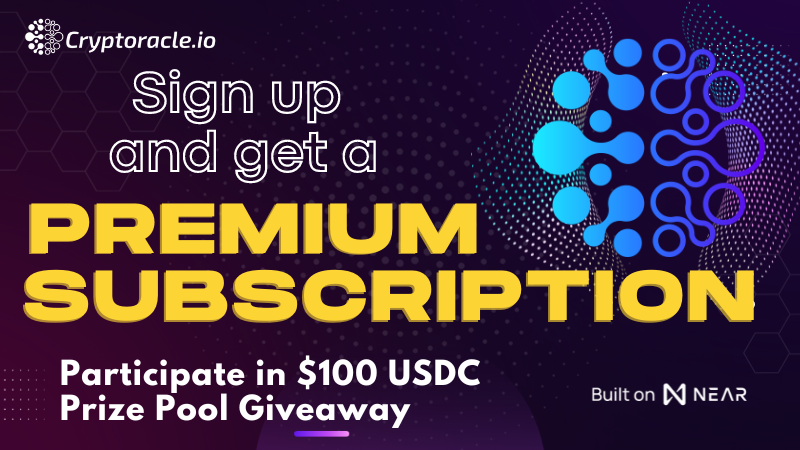 Cryptoracle.io
Sign up
and get a
PREMIUM
SUBSCRIPTION
Participate in $100 USDC
Prize Pool Giveaway
Built on NEAR